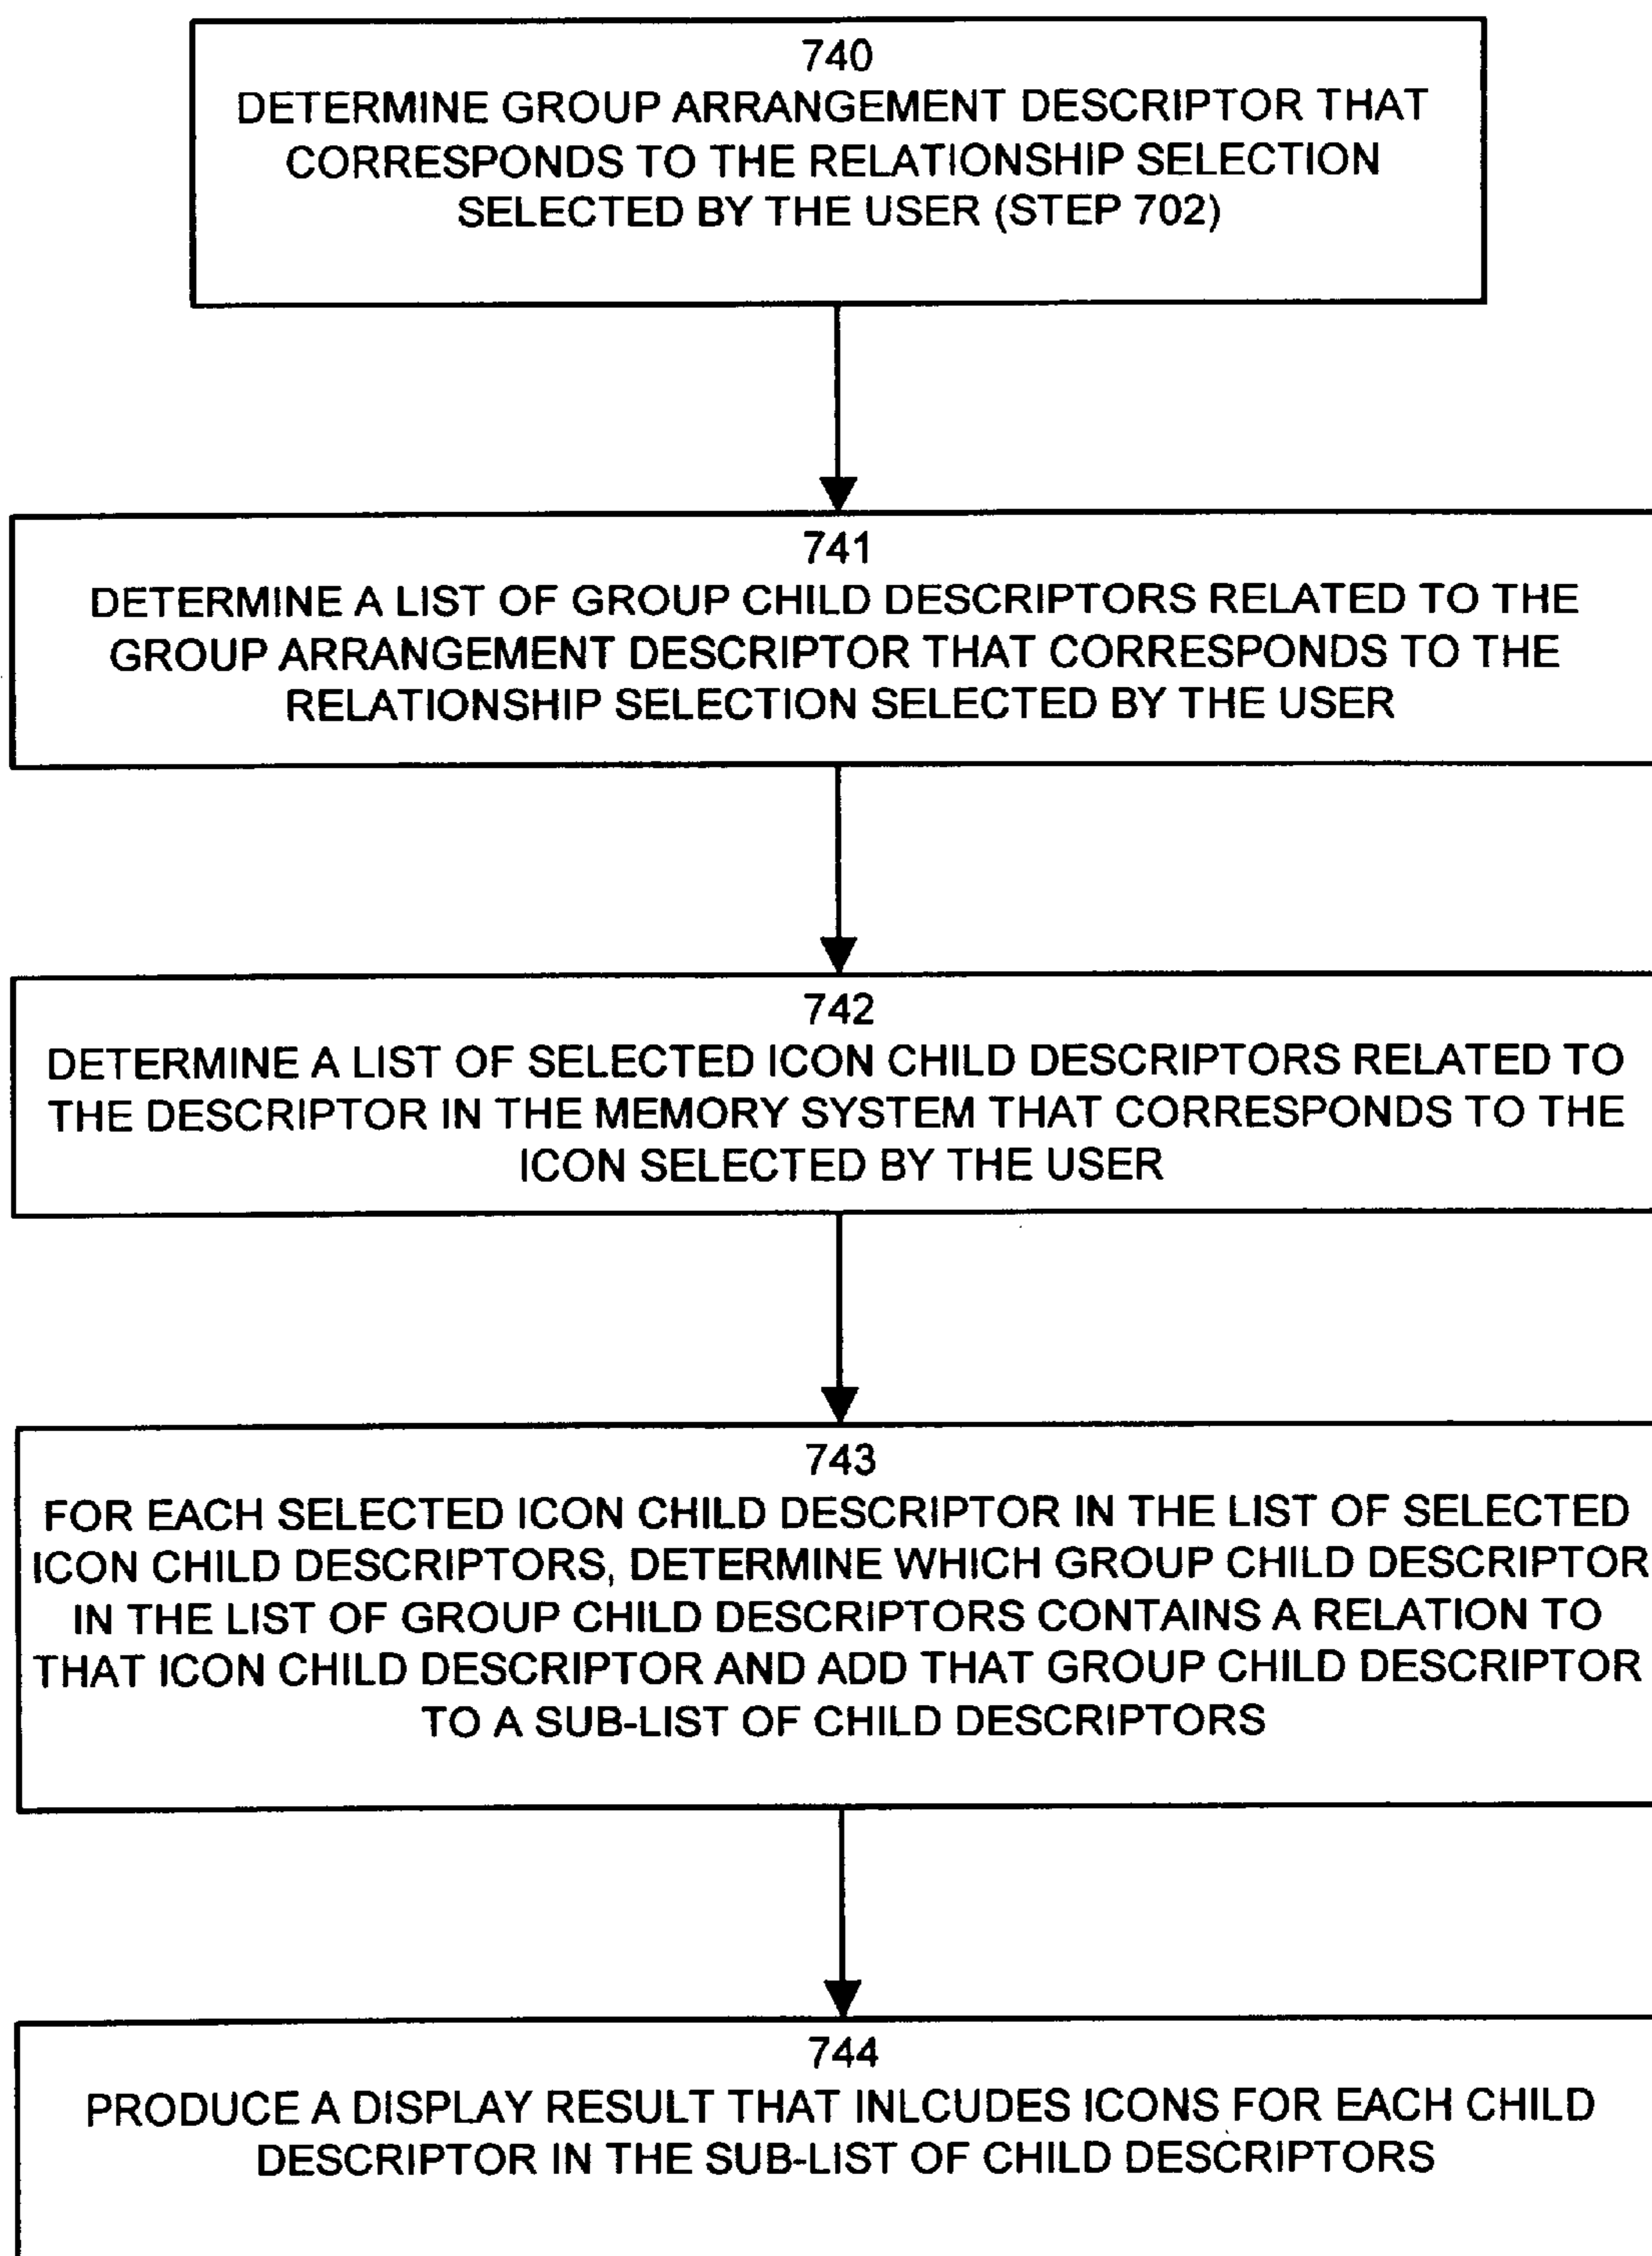 740
DETERMINE GROUP ARRANGEMENT DESCRIPTOR THAT
CORRESPONDS TO THE RELATIONSHIP SELECTION
SELECTED BY THE USER (STEP 702)
741
DETERMINE A LIST OF GROUP CHILD DESCRIPTORS RELATED TO THE
GROUP ARRANGEMENT DESCRIPTOR THAT CORRESPONDS TO THE
RELATIONSHIP SELECTION SELECTED BY THE USER
742
DETERMINE A LIST OF SELECTED ICON CHILD DESCRIPTORS RELATED TO
THE DESCRIPTOR IN THE MEMORY SYSTEM THAT CORRESPONDS TO THE
ICON SELECTED BY THE USER
743
FOR EACH SELECTED ICON CHILD DESCRIPTOR IN THE LIST OF SELECTED
ICON CHILD DESCRIPTORS, DETERMINE WHICH GROUP CHILD DESCRIPTOR
IN THE LIST OF GROUP CHILD DESCRIPTORS CONTAINS A RELATION TO
THAT ICON CHILD DESCRIPTOR AND ADD THAT GROUP CHILD DESCRIPTOR
TO A SUB-LIST OF CHILD DESCRIPTORS
744
PRODUCE A DISPLAY RESULT THAT INLCUDES ICONS FOR EACH CHILD
DESCRIPTOR IN THE SUB-LIST OF CHILD DESCRIPTORS